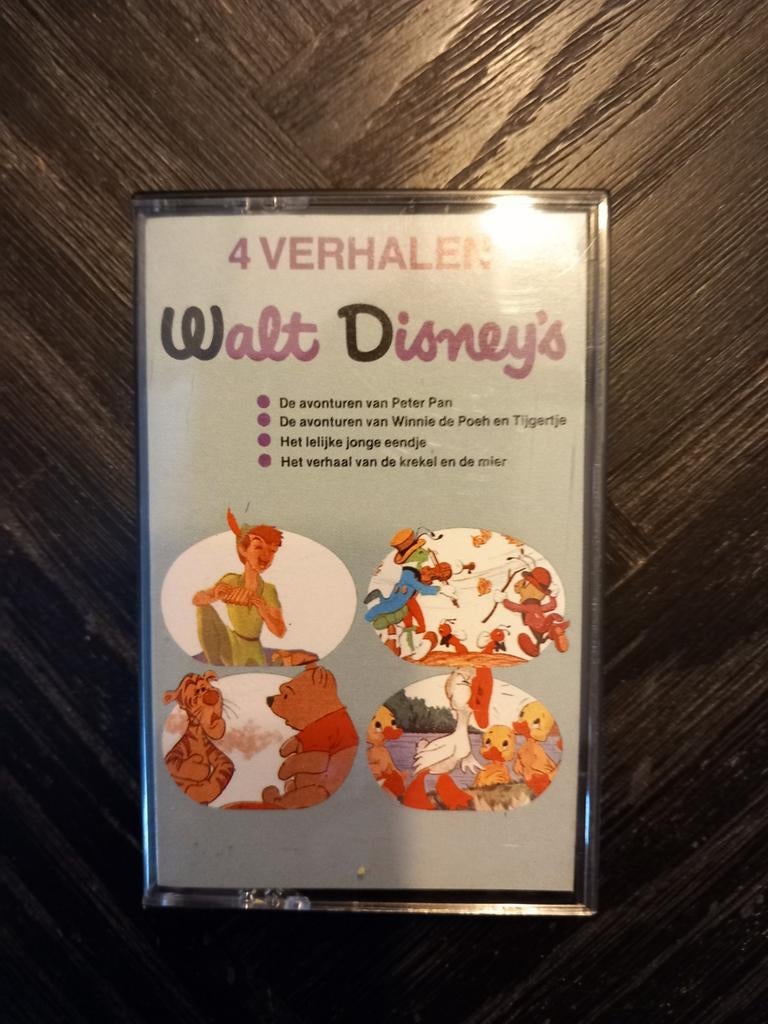 4 VERHALEN
Walt Disney's
De avonturen van Peter Pan
De avonturen van Winnie de Poeh en Tijgertje
Het lelijke jonge eendje
Het verhaal van de krekel en de mier